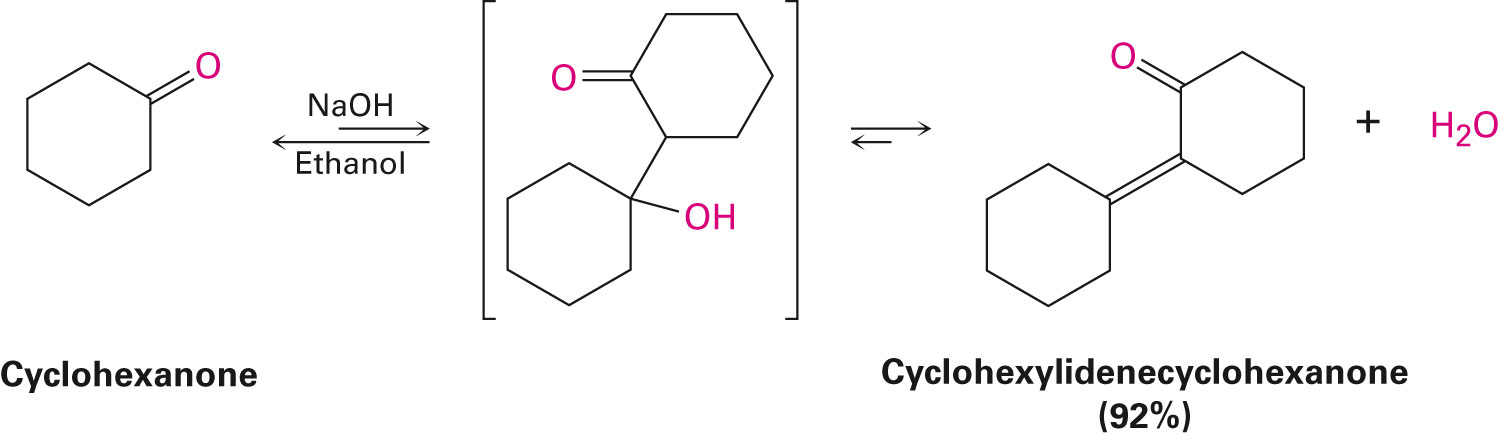 O
NaOH
Ethanol
O
OH
O
+
H₂O
Cyclohexanone
Cyclohexylidenecyclohexanone
(92%)